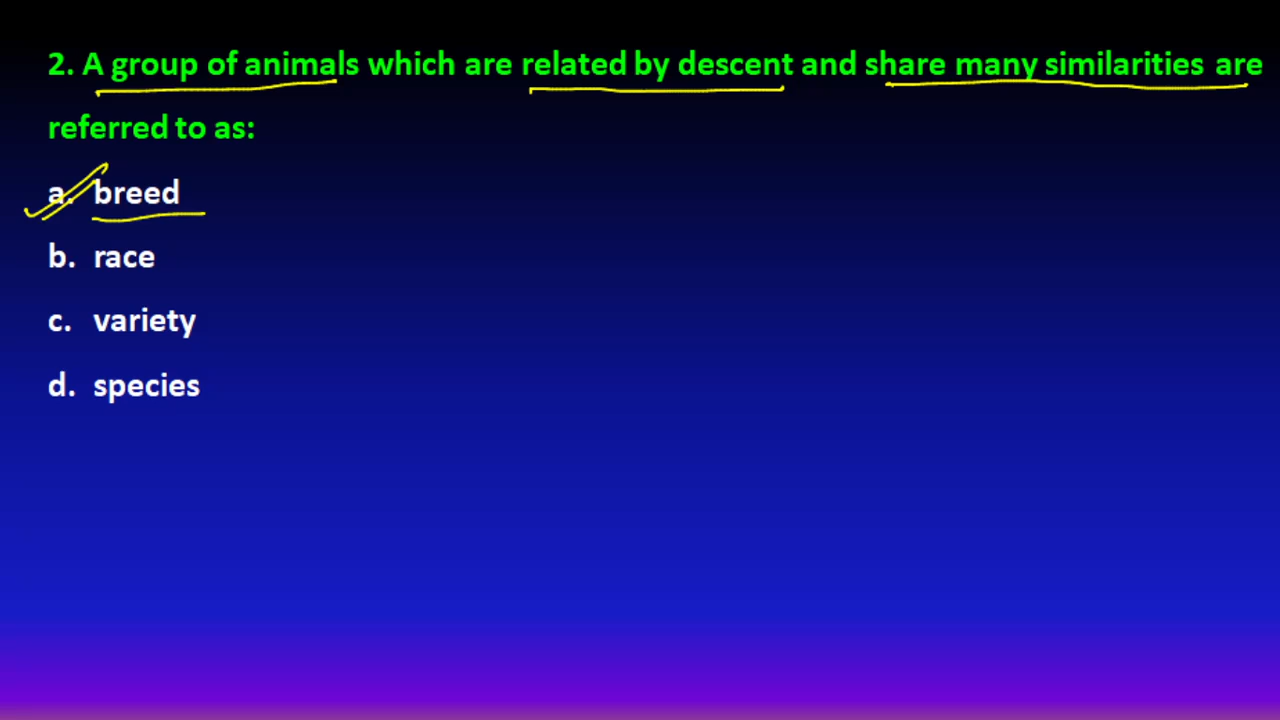 2. A group of animals which are related by descent and share many similarities are
referred to as:
a. breed
b. race
c. variety
d. species